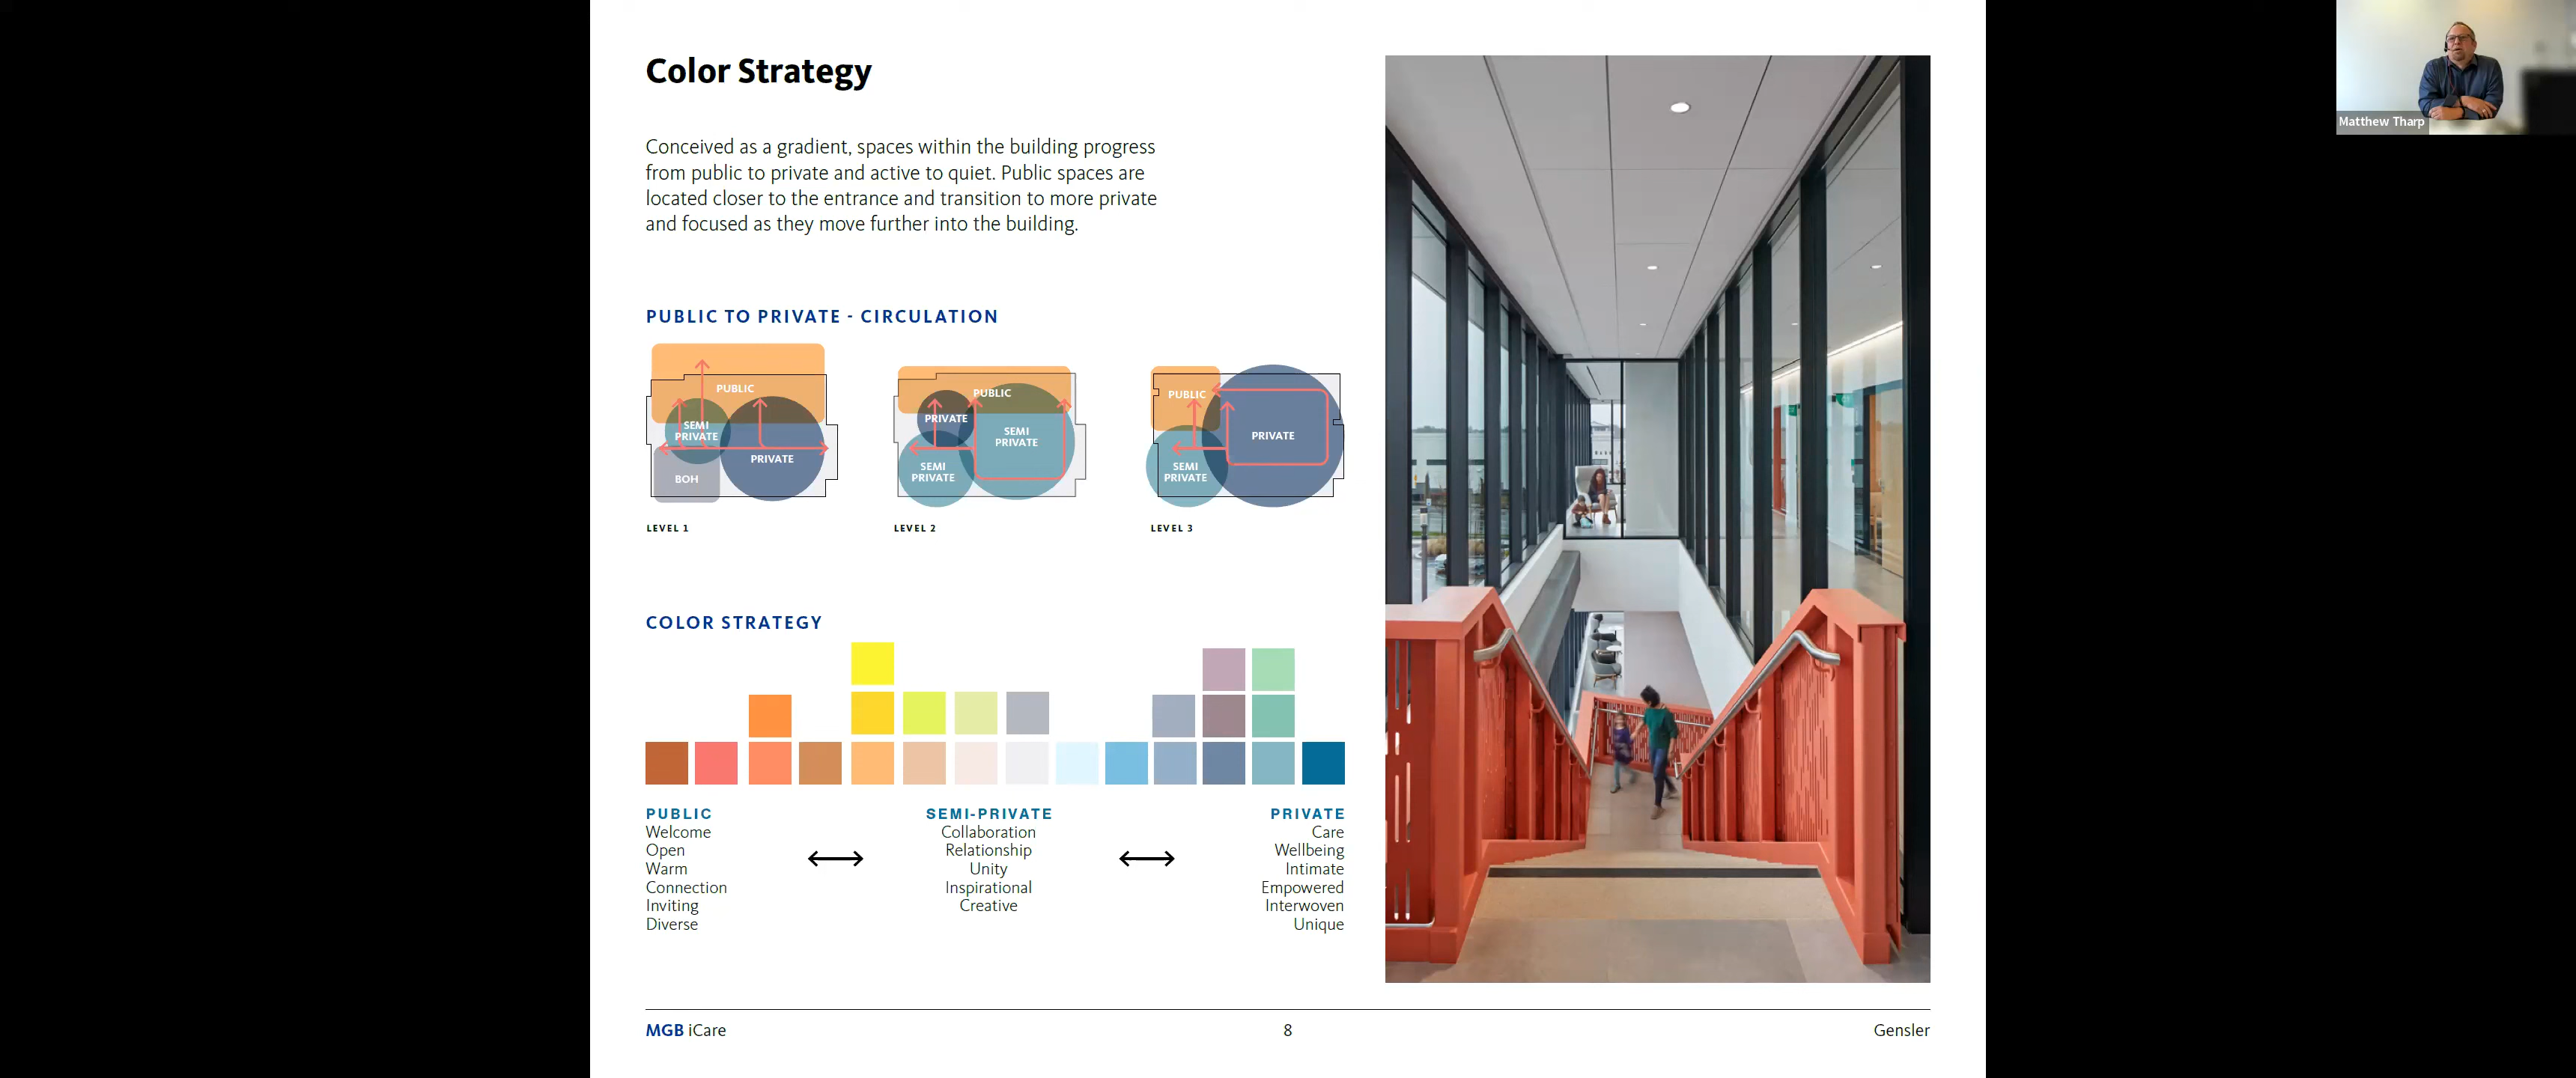 Color Strategy
Conceived as a gradient, spaces within the building progress
from public to private and active to quiet. Public spaces are
located closer to the entrance and transition to more private
and focused as they move further into the building.
PUBLIC TO PRIVATE - CIRCULATION
PUBLIC
SEMI
PRIVATE
PRIVATE
BOH
LEVEL 1
PUBLIC
PRIVATE
SEMI
PRIVATE
SEMI
PRIVATE
LEVEL 2
PUBLIC
PRIVATE
SEMI
PRIVATE
LEVEL 3
COLOR STRATEGY
PUBLIC
Welcome
Open
Warm
Connection
Inviting
Diverse
SEMI-PRIVATE
Collaboration
Relationship
Unity
Inspirational
Creative
PRIVATE
Care
Wellbeing
Intimate
Empowered
Interwoven
Unique
MGB iCare
8
Gensler
Matthew Tharp